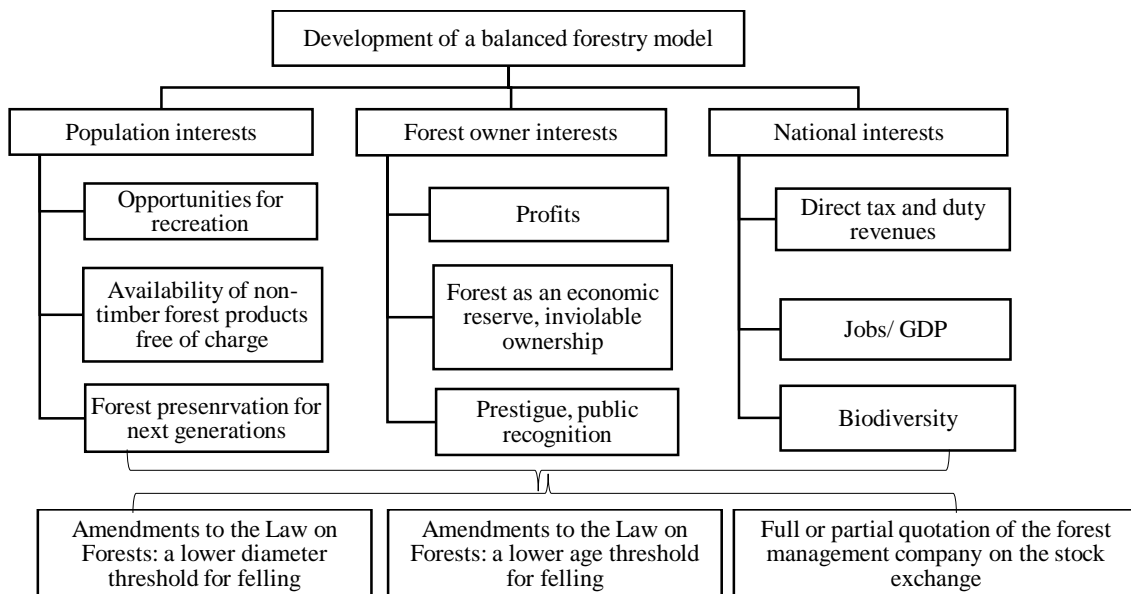 Development of a balanced forestry model
Population interests
Forest owner interests
National interests
Opportunities for
recreation
Profits
Direct tax and duty
revenues
Availability of non-
timber forest products
free of charge
Forest as an economic
reserve, inviolable
ownership
Jobs/ GDP
Forest presenrvation for
next generations
Prestigue, public
recognition
Biodiversity
Amendments to the Law on
Forests: a lower diameter
threshold for felling
Amendments to the Law on
Forests: a lower age threshold
for felling
Full or partial quotation of the forest
management company on the stock
exchange